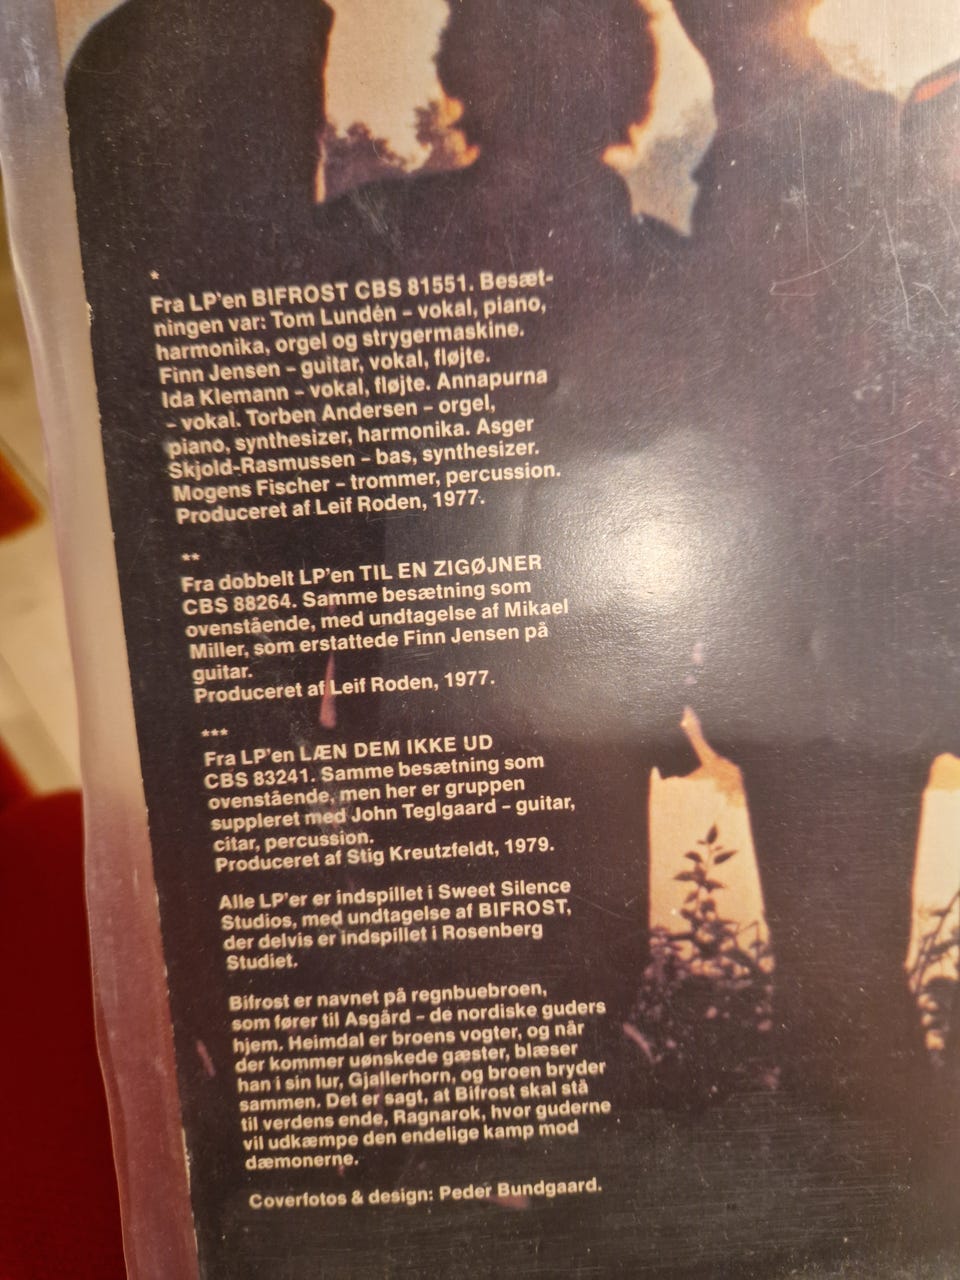 *
Fra LP'en BIFROST CBS 81551. Besæt-
ningen var: Tom Lundén – vokal, piano,
harmonika, orgel og strygermaskine.
Finn Jensen – guitar, vokal, fløjte.
Ida Klemann – vokal, fløjte. Annapurna
– vokal. Torben Andersen – orgel,
piano, synthesizer, harmonika. Asger
Skjold-Rasmussen – bas, synthesizer.
Mogens Fischer – trommer, percussion.
Produceret af Leif Roden, 1977.
**
Fra dobbelt LP'en TIL EN ZIGØJNER
CBS 88264. Samme besætning som
ovenstående, med undtagelse af Mikael
Miller, som erstattede Finn Jensen på
guitar.
Produceret af Leif Roden, 1977.
***
Fra LP'en LÆN DEM IKKE UD
CBS 83241. Samme besætning som
ovenstående, men her er gruppen
suppleret med John Teglgaard – guitar,
citar, percussion.
Produceret af Stig Kreutzfeldt, 1979.
Alle LP'er er indspillet i Sweet Silence
Studios, med undtagelse af BIFROST,
der delvis er indspillet i Rosenberg
Studiet.
Bifrost er navnet på regnbuebroen,
som fører til Asgård – de nordiske guders
hjem. Heimdal er broens vogter, og når
der kommer uønskede gæster, blæser
han i sin lur, Gjallerhorn, og broen bryder
sammen. Det er sagt, at Bifrost skal stå
til verdens ende, Ragnarok, hvor guderne
vil udkæmpe den endelige kamp mod
dæmonerne.
Coverfotos & design: Peder Bundgaard.